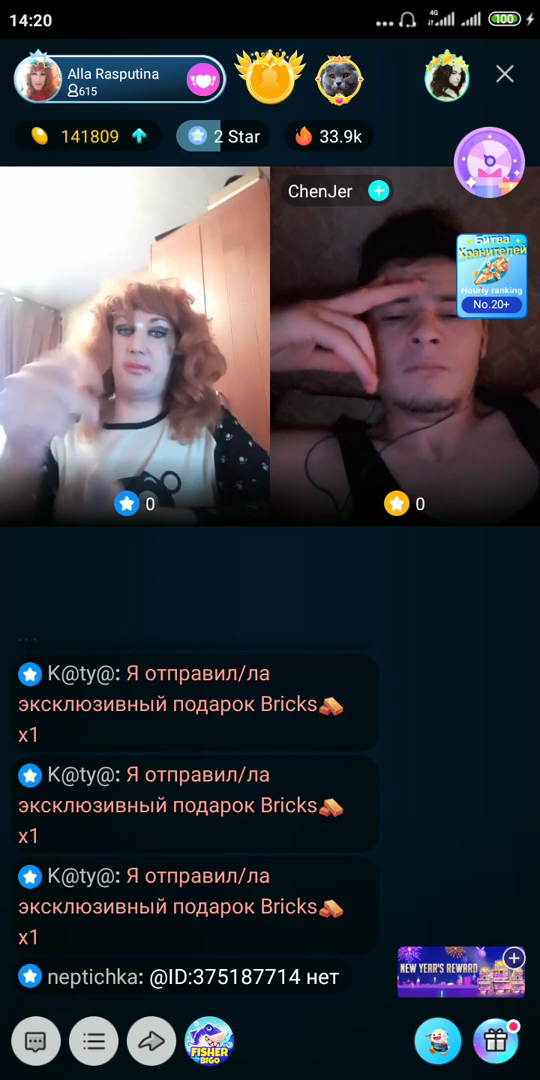 14:20
4G
100
Alla Rasputina
615
141809
2 Star
33.9k
ChenJer
Битва
Хранителей
Hourly ranking
No.20+
0
0
K@ty@: Я отправил/ла
эксклюзивный подарок Bricks
x1
K@ty@: Я отправил/ла
эксклюзивный подарок Bricks
x1
K@ty@: Я отправил/ла
эксклюзивный подарок Bricks
x1
neptichka: @ID:375187714 нет
NEW YEAR'S REWARD
FISHER
BIGO